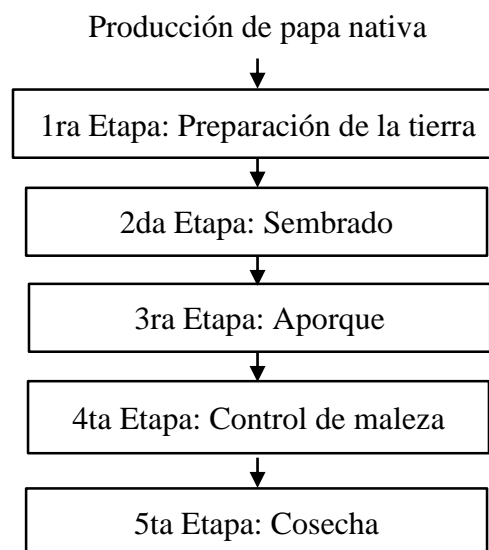 Producción de papa nativa
1ra Etapa: Preparación de la tierra
2da Etapa: Sembrado
3ra Etapa: Aporque
4ta Etapa: Control de maleza
5ta Etapa: Cosecha